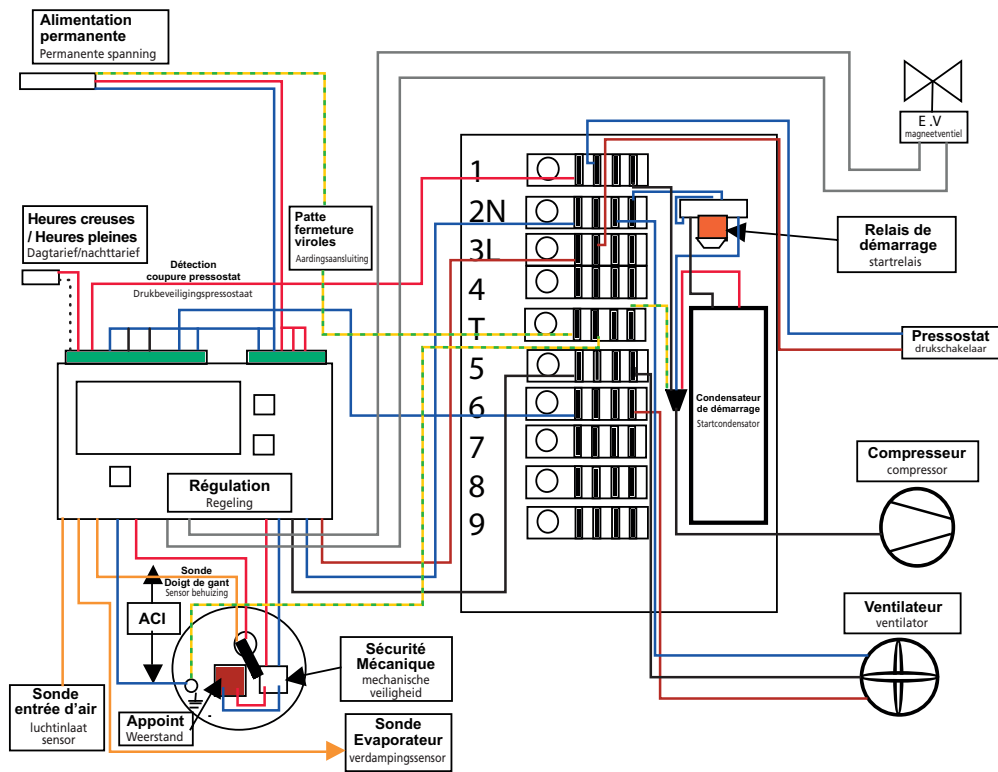 Alimentation
permanente
Permanente spanning
E .V
magneetventiel
1
2N
3L
4
T
5
6
7
8
9
Heures creuses
/ Heures pleines
Dagtarief/nachttarief
Patte
fermeture
viroles
Aardingsaansluiting
Relais de
démarrage
startrelais
Détection
coupure pressostat
Drukbeveiligingspressostaat
Pressostat
drukschakelaar
Condensateur
de démarrage
Startcondensator
Compresseur
compressor
Régulation
Regeling
Sonde
Doigt de gant
Sensor behuizing
ACI
Ventilateur
ventilator
Sécurité
Mécanique
mechanische
veiligheid
Sonde
entrée d'air
luchtinlaat
sensor
Appoint
Weerstand
Sonde
Evaporateur
verdampingssensor